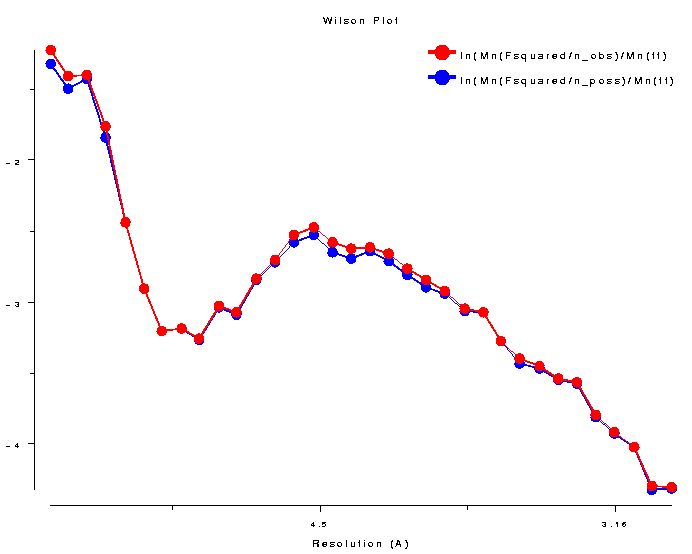 Wilson Plot
ln(Mn(Fsquared/n_obs)/Mn(ff)
ln(Mn(Fsquared/n_poss)/Mn(ff)
-2
-3
-4
4.5
3.16
Resolution (A)